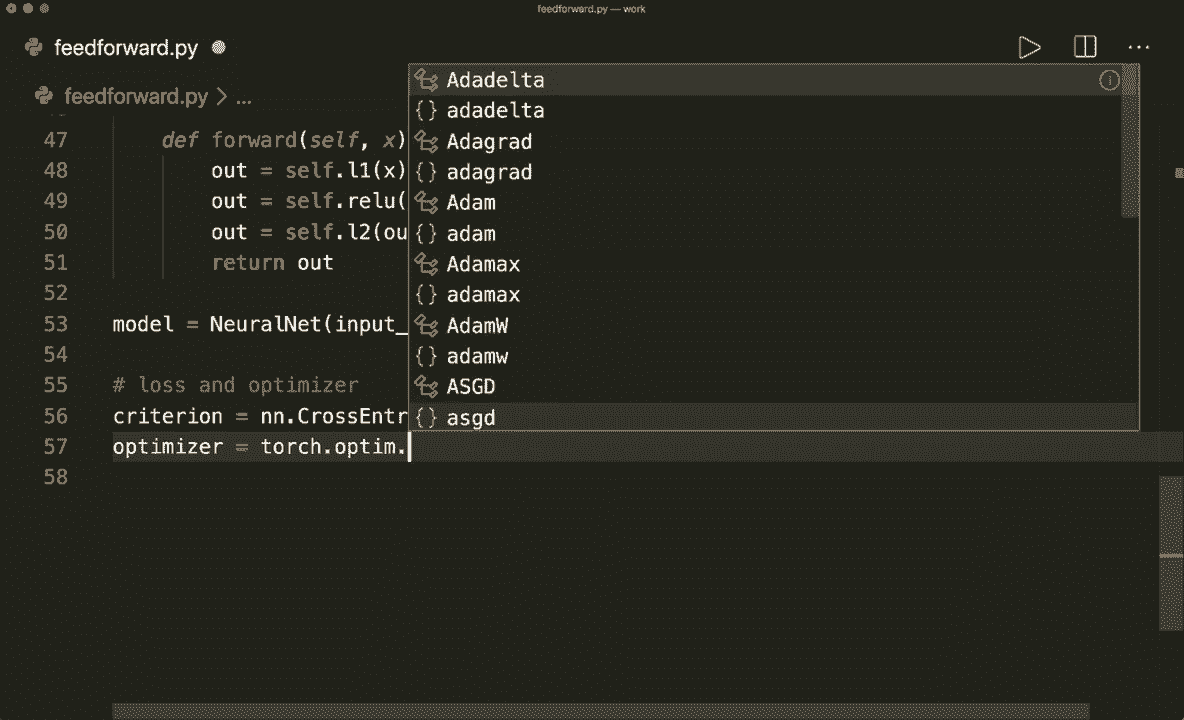 feedforward.py — work
feedforward.py
feedforward.py > ...
47 def forward(self, x)
48 out = self.l1(x)
49 out = self.relu(
50 out = self.l2(ou
51 return out
52
53 model = NeuralNet(input_
54
55 # loss and optimizer
56 criterion = nn.CrossEntr
57 optimizer = torch.optim.
58
Adadelta
{} adadelta
Adagrad
{} adagrad
Adam
{} adam
Adamax
{} adamax
AdamW
{} adamw
ASGD
{} asgd